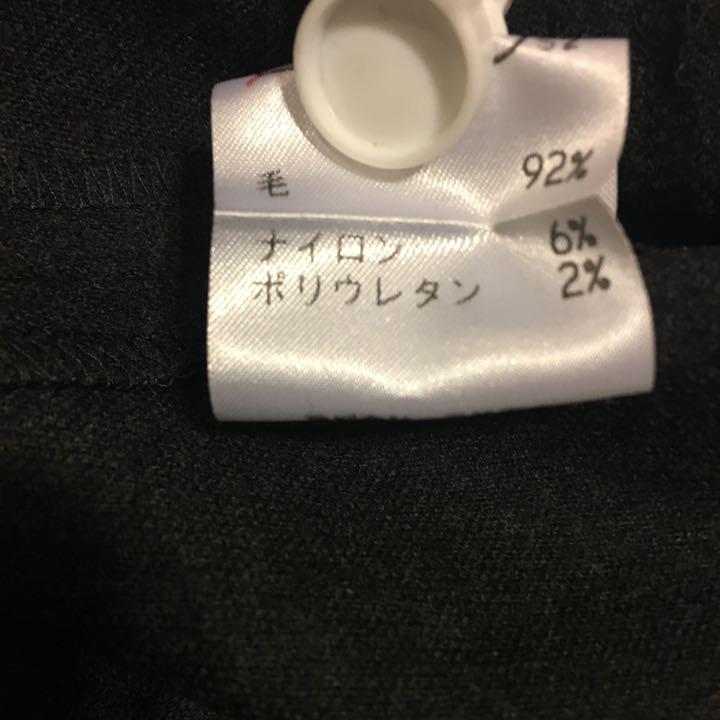 毛 92%
ナイロン 6%
ポリウレタン 2%